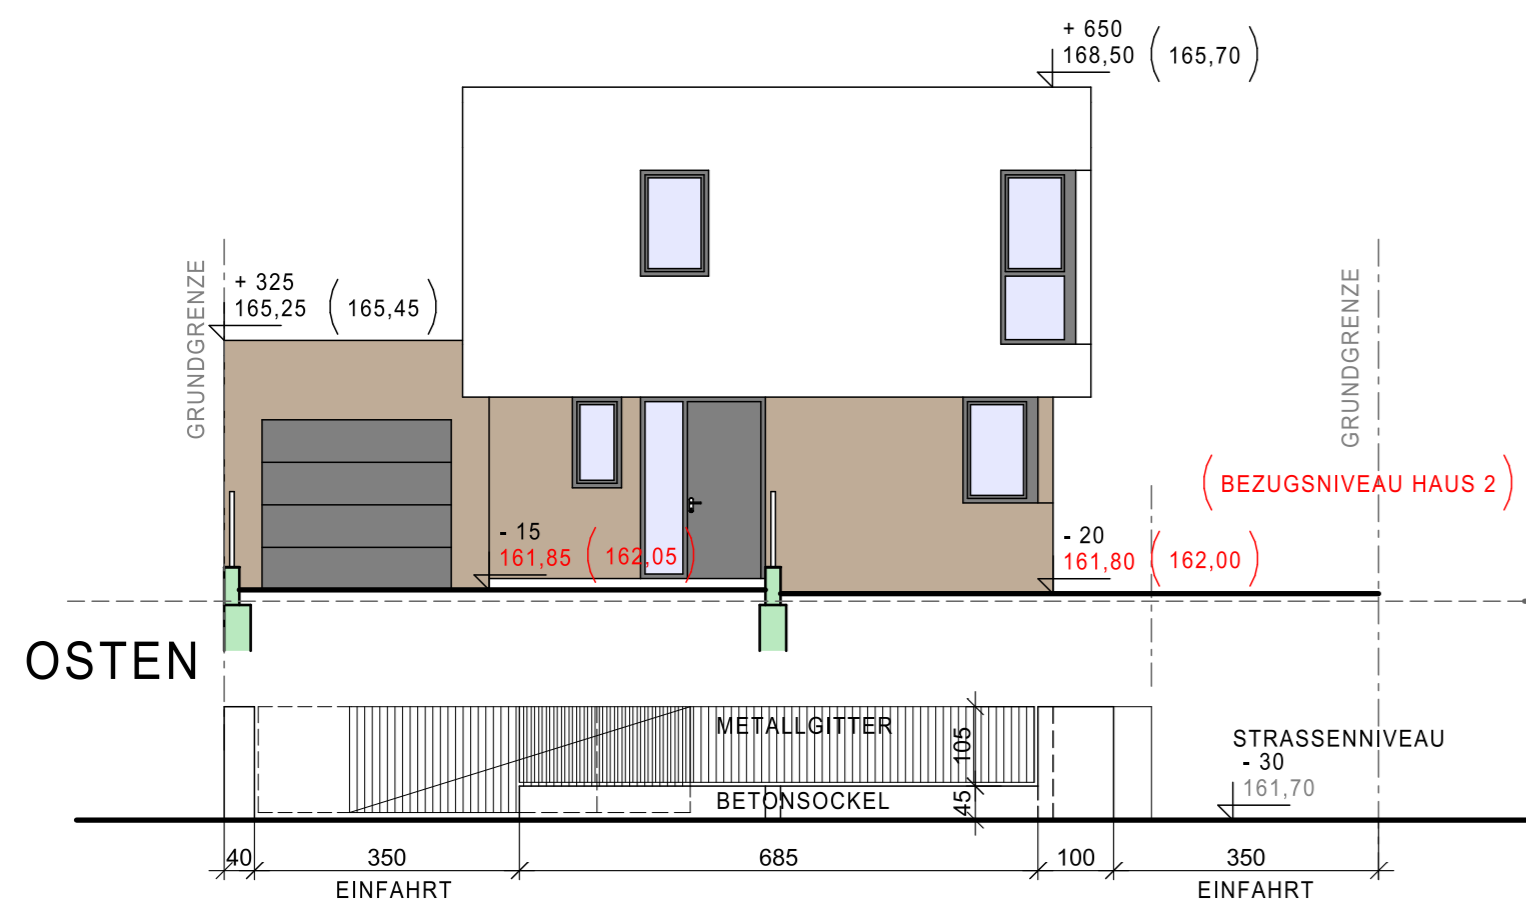 + 650
168,50 (165,70)
GRUNDGRENZE
+ 325
165,25 (165,45)
GRUNDGRENZE
(BEZUGSNIVEAU HAUS 2)
- 15
161,85 (162,05)
- 20
161,80 (162,00)
OSTEN
METALLGITTER
105
STRASSENNIVEAU
- 30
161,70
BETONSOCKEL
45
40 350 685 100 350
EINFAHRT EINFAHRT